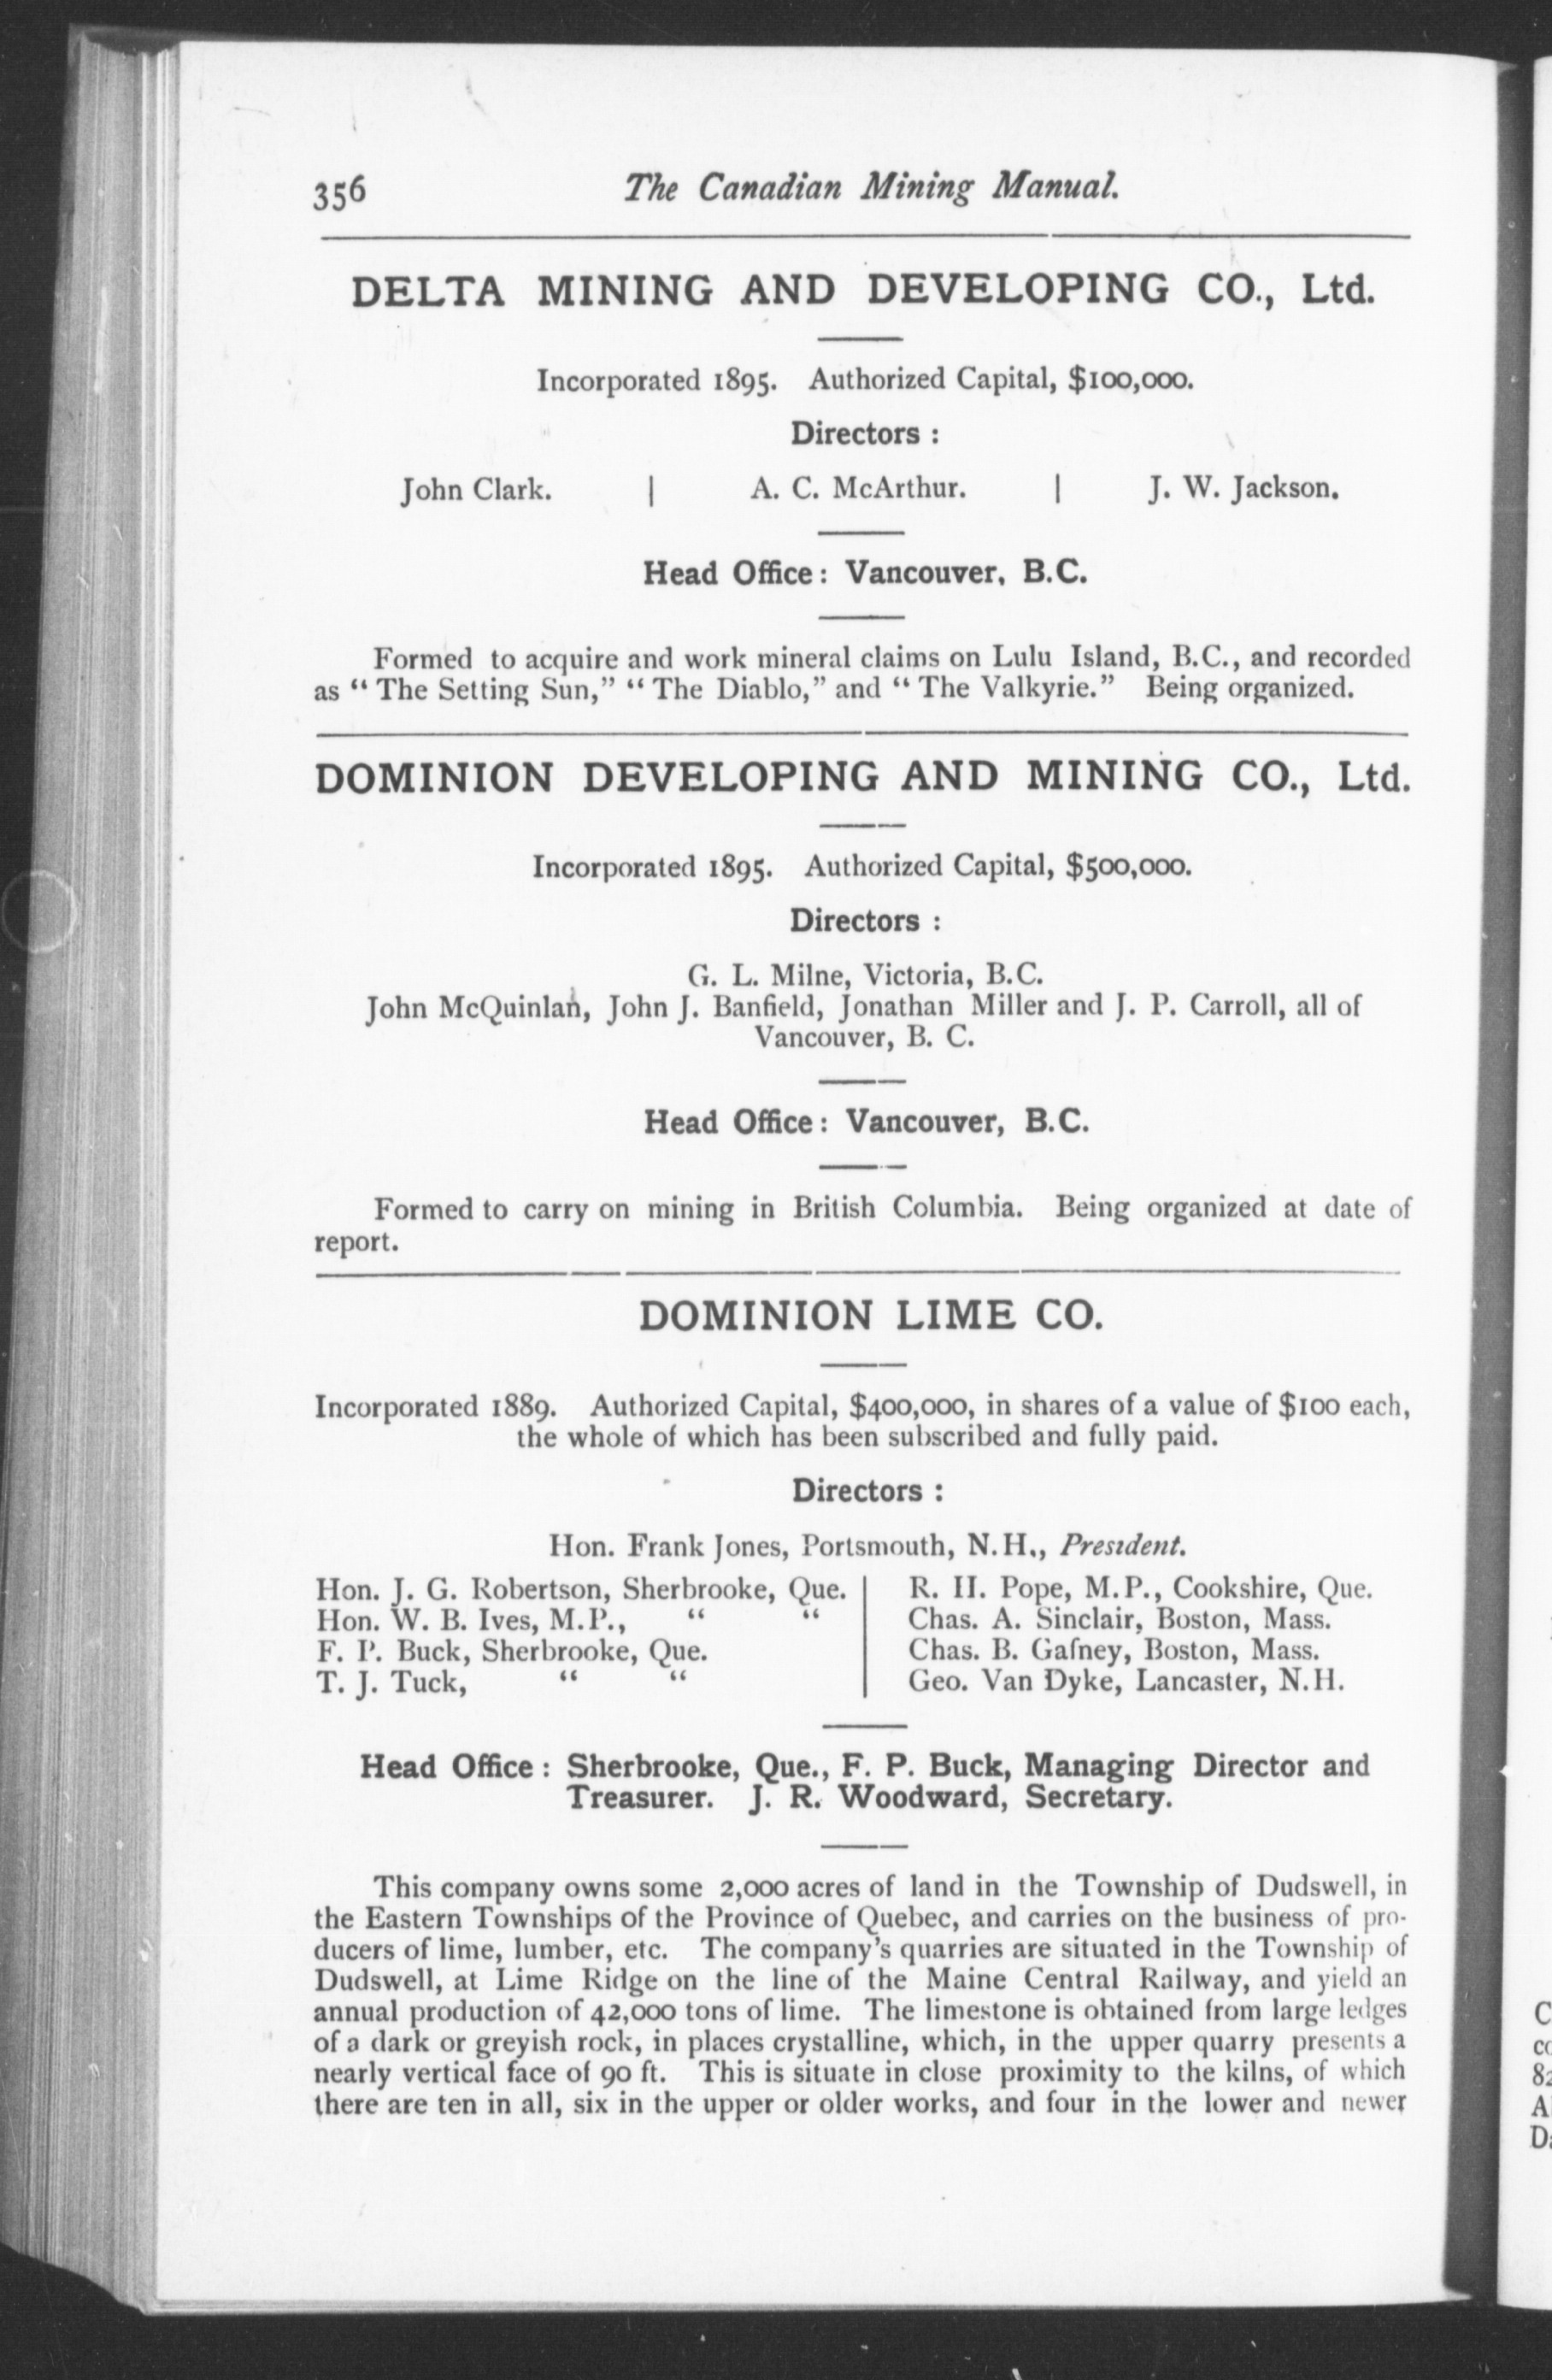 356 The Canadian Mining Manual.
DELTA MINING AND DEVELOPING CO., Ltd.
Incorporated 1895. Authorized Capital, $100,000.
Directors :
John Clark. | A. C. McArthur. | J. W. Jackson.
Head Office: Vancouver, B.C.
Formed to acquire and work mineral claims on Lulu Island, B.C., and recorded
as “ The Setting Sun,” “ The Diablo,” and “ The Valkyrie.” Being organized.
DOMINION DEVELOPING AND MINING CO., Ltd.
Incorporated 1895. Authorized Capital, $500,000.
Directors :
G. L. Milne, Victoria, B.C.
John McQuinlan, John J. Banfield, Jonathan Miller and J. P. Carroll, all of
Vancouver, B. C.
Head Office: Vancouver, B.C.
Formed to carry on mining in British Columbia. Being organized at date of
report.
DOMINION LIME CO.
Incorporated 1889. Authorized Capital, $400,000, in shares of a value of $100 each,
the whole of which has been subscribed and fully paid.
Directors :
Hon. Frank Jones, Portsmouth, N.H., President.
Hon. J. G. Robertson, Sherbrooke, Que.
Hon. W. B. Ives, M.P., “ “
F. P. Buck, Sherbrooke, Que.
T. J. Tuck, “ “
R. H. Pope, M.P., Cookshire, Que.
Chas. A. Sinclair, Boston, Mass.
Chas. B. Gafney, Boston, Mass.
Geo. Van Dyke, Lancaster, N.H.
Head Office : Sherbrooke, Que., F. P. Buck, Managing Director and
Treasurer. J. R. Woodward, Secretary.
This company owns some 2,000 acres of land in the Township of Dudswell, in
the Eastern Townships of the Province of Quebec, and carries on the business of pro-
ducers of lime, lumber, etc. The company’s quarries are situated in the Township of
Dudswell, at Lime Ridge on the line of the Maine Central Railway, and yield an
annual production of 42,000 tons of lime. The limestone is obtained from large ledges
of a dark or greyish rock, in places crystalline, which, in the upper quarry presents a
nearly vertical face of 90 ft. This is situate in close proximity to the kilns, of which
there are ten in all, six in the upper or older works, and four in the lower and newer